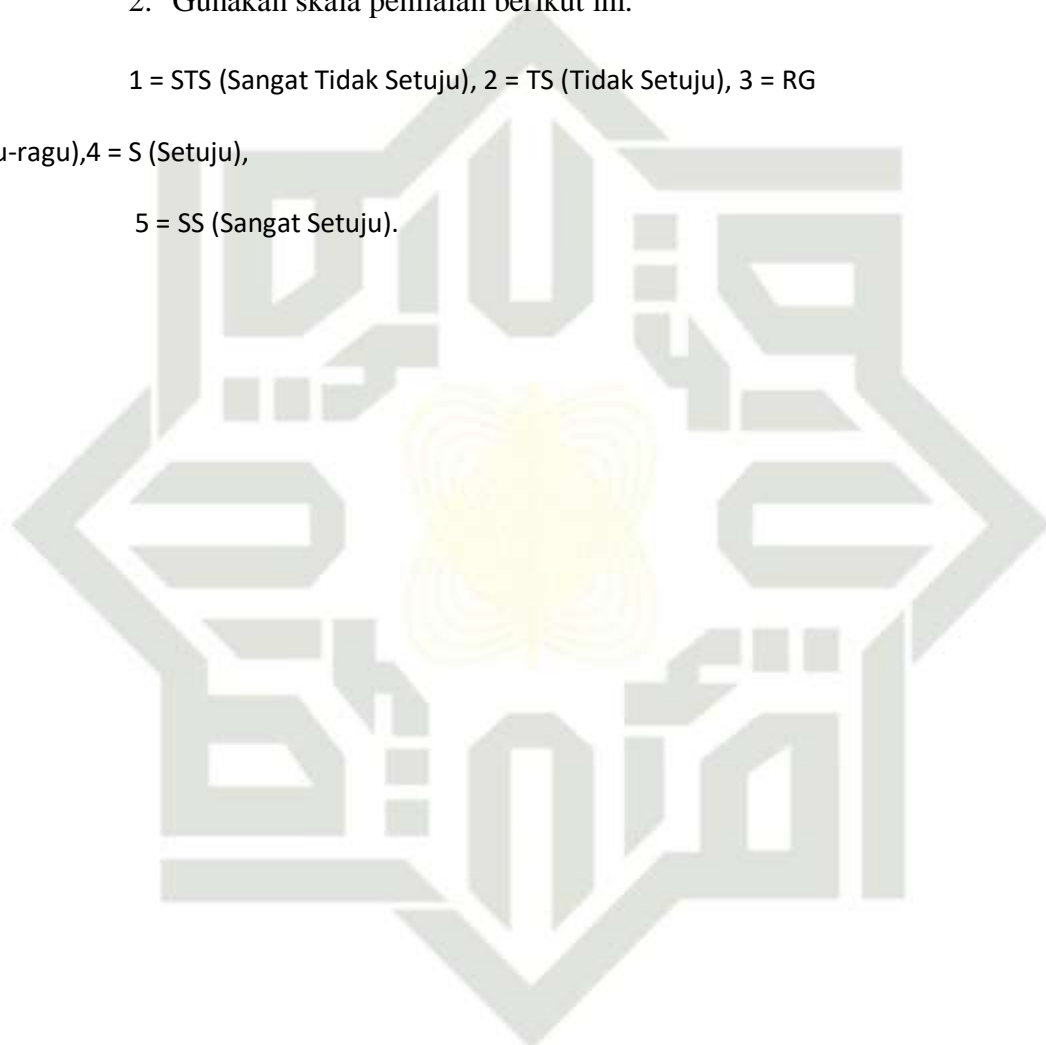 2. Gunakan skala penilaian berikut ini.
1 = STS (Sangat Tidak Setuju), 2 = TS (Tidak Setuju), 3 = RG
u-ragu),4 = S (Setuju),
5 = SS (Sangat Setuju).